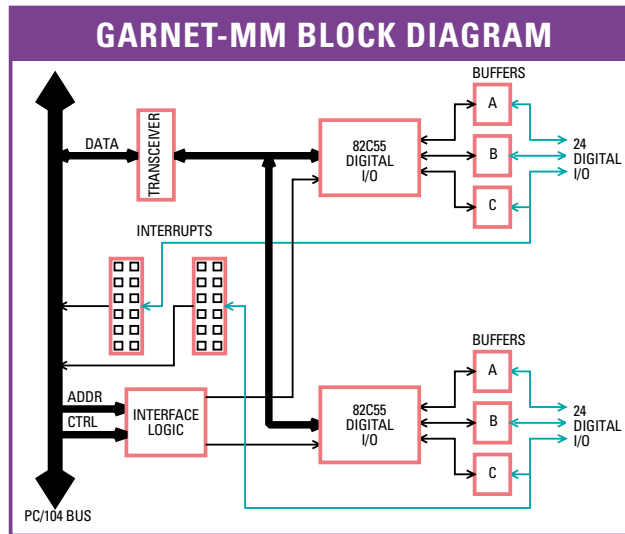 GARNET-MM BLOCK DIAGRAM
BUFFERS
A
DATA
TRANSCEIVER
82C55
DIGITAL
I/O
B
24
DIGITAL
I/O
C
INTERRUPTS
BUFFERS
A
ADDR
CTRL
INTERFACE
LOGIC
82C55
DIGITAL
I/O
B
24
DIGITAL
I/O
C
PC/104 BUS